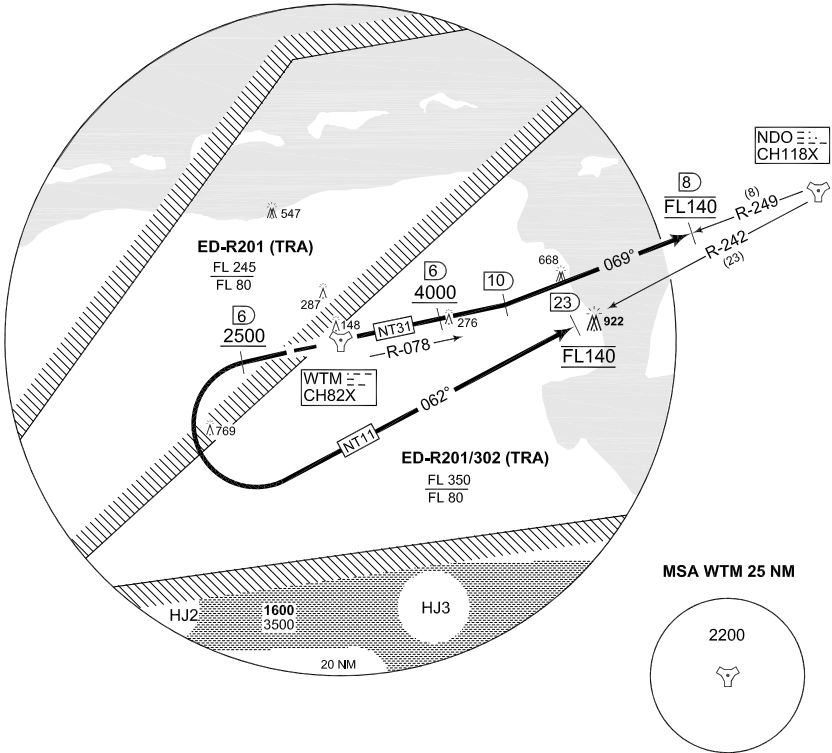 NDO
CH118X
8
(8)
FL140
R-249
547
R-242
(23)
ED-R201 (TRA)
FL 245
FL 80
668
069°
6
4000
10
287
6
2500
23
148
NT31
276
922
R-078
FL140
WTM
CH82X
062°
769
NT11
ED-R201/302 (TRA)
FL 350
FL 80
MSA WTM 25 NM
HJ2
1600
3500
HJ3
2200
20 NM